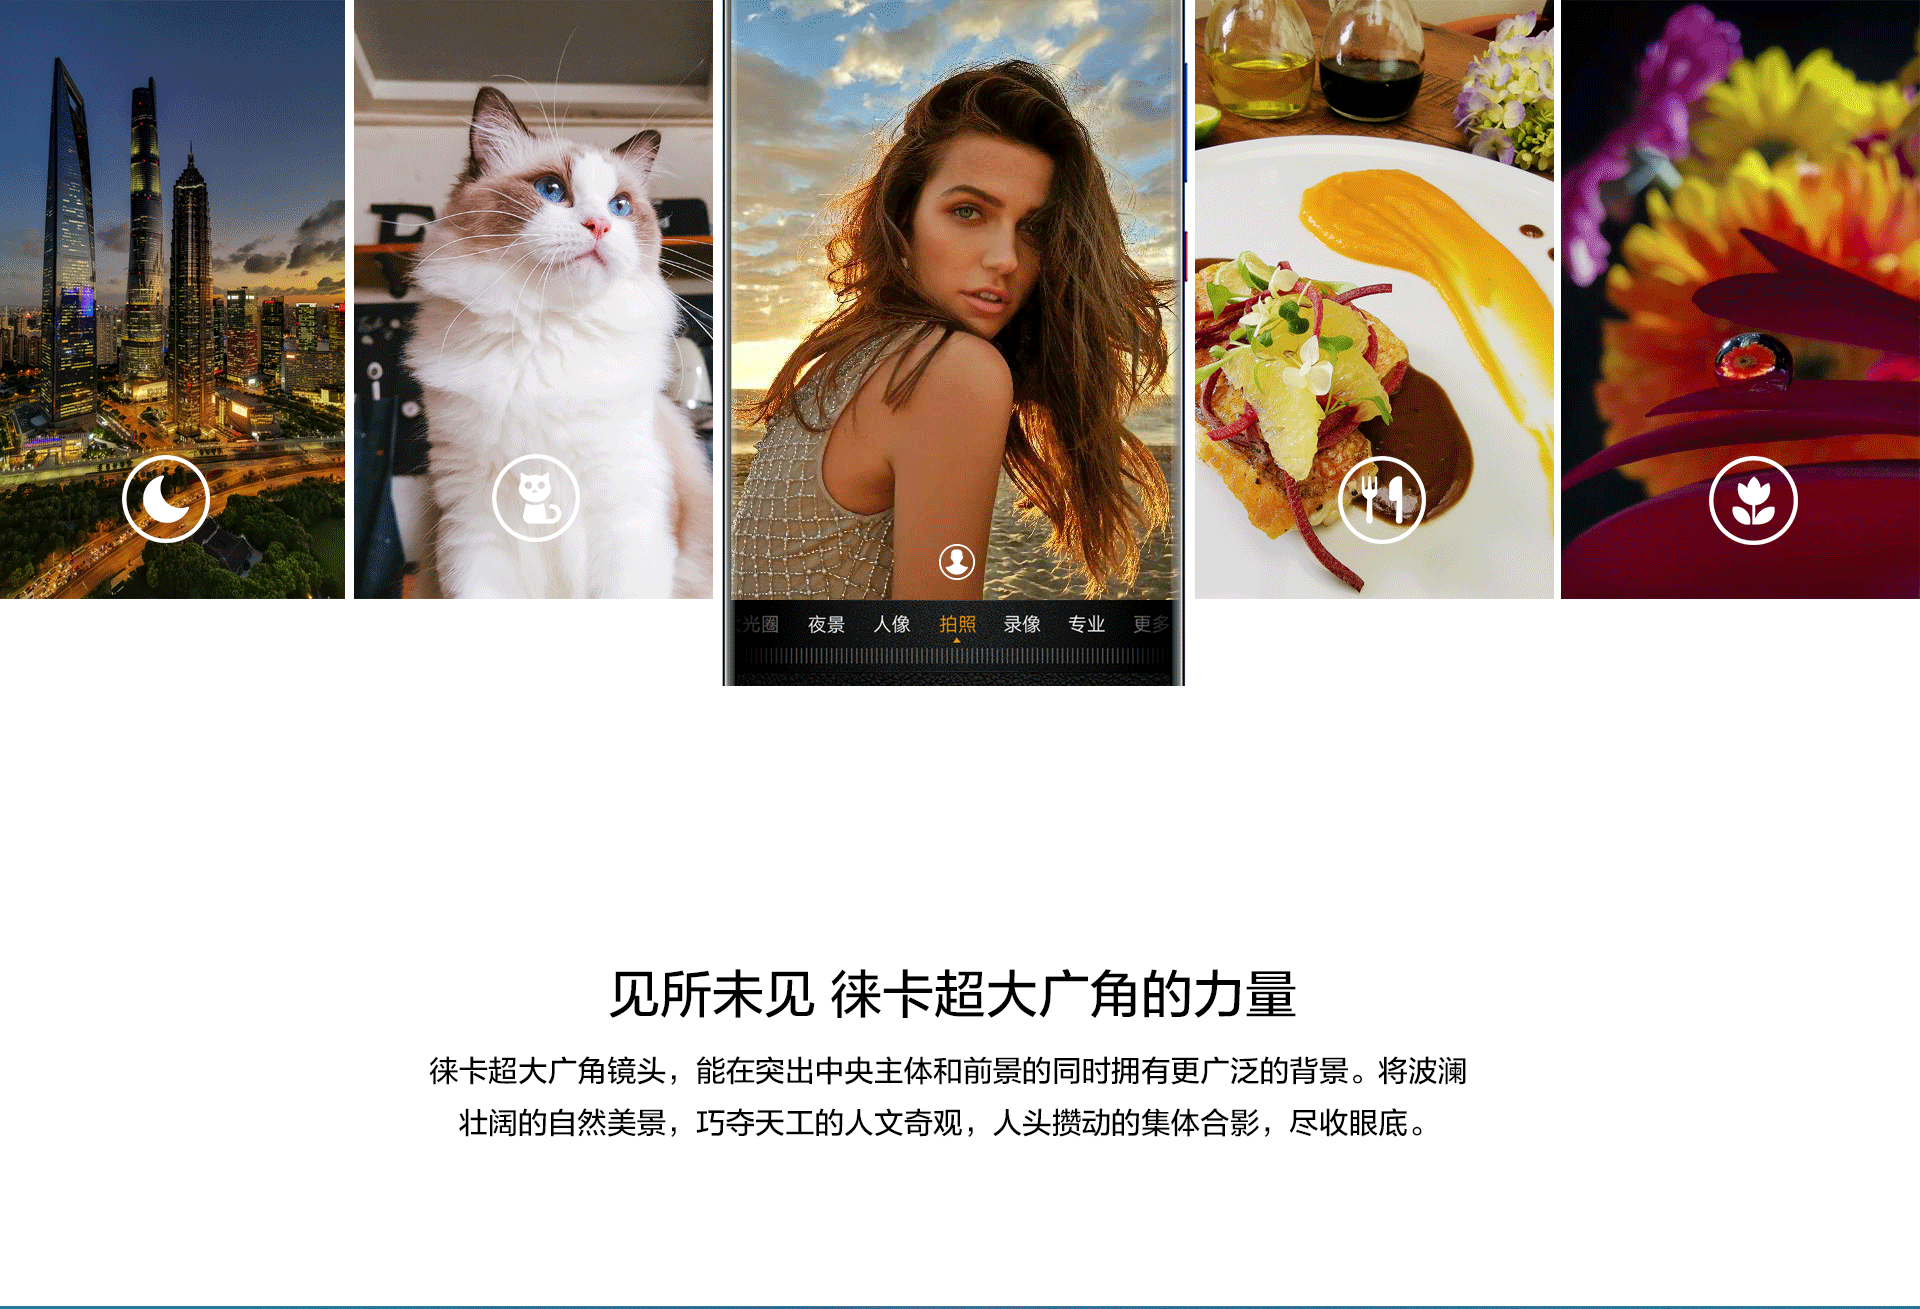 光圈 夜景 人像 拍照 录像 专业 更多
见所未见 徕卡超大广角的力量
徕卡超大广角镜头，能在突出中央主体和前景的同时拥有更广泛的背景。将波澜
壮阔的自然美景，巧夺天工的人文奇观，人头攒动的集体合影，尽收眼底。